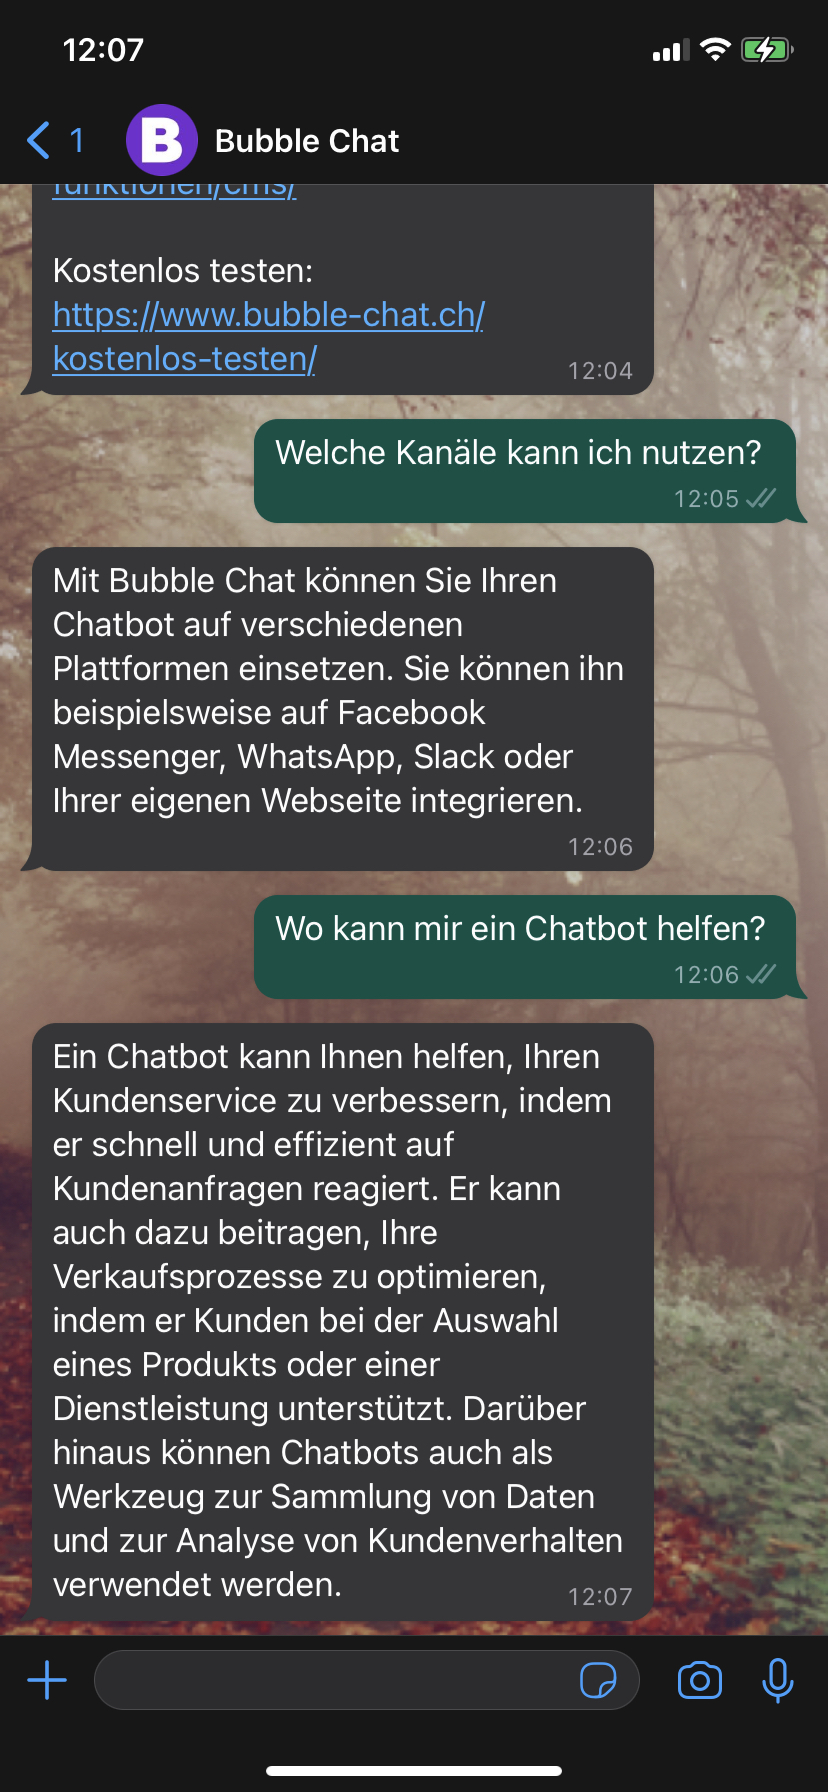 12:07
1
B
Bubble Chat
funktionen/cms/
Kostenlos testen:
https://www.bubble-chat.ch/
kostenlos-testen/
12:04
Welche Kanäle kann ich nutzen?
12:05
Mit Bubble Chat können Sie Ihren
Chatbot auf verschiedenen
Plattformen einsetzen. Sie können ihn
beispielsweise auf Facebook
Messenger, WhatsApp, Slack oder
Ihrer eigenen Webseite integrieren.
12:06
Wo kann mir ein Chatbot helfen?
12:06
Ein Chatbot kann Ihnen helfen, Ihren
Kundenservice zu verbessern, indem
er schnell und effizient auf
Kundenanfragen reagiert. Er kann
auch dazu beitragen, Ihre
Verkaufsprozesse zu optimieren,
indem er Kunden bei der Auswahl
eines Produkts oder einer
Dienstleistung unterstützt. Darüber
hinaus können Chatbots auch als
Werkzeug zur Sammlung von Daten
und zur Analyse von Kundenverhalten
verwendet werden.
12:07